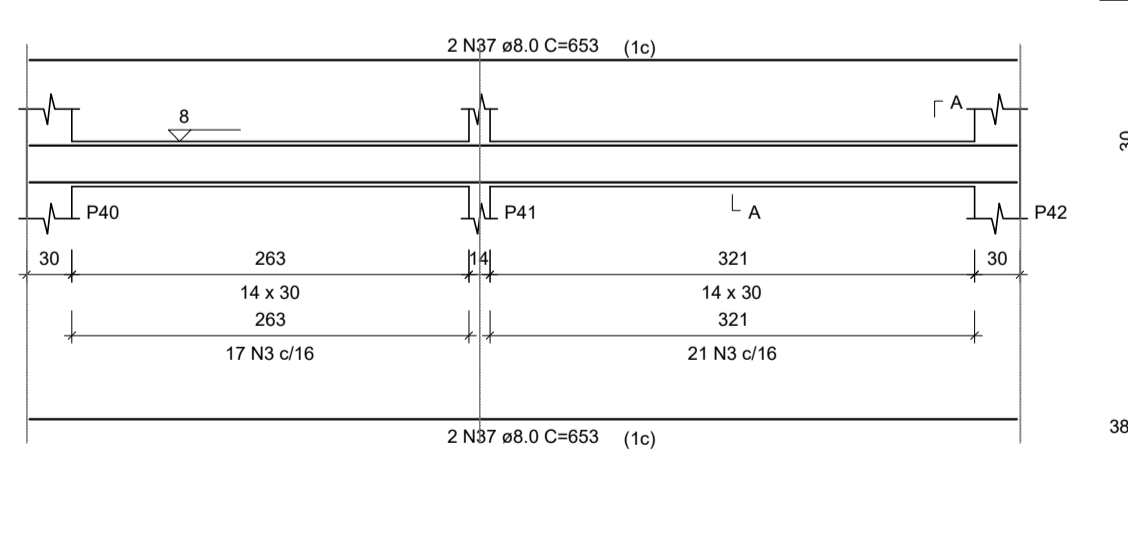 2 N37 ø8.0 C=653 (1c)
8
A
30
P40
P41
A
P42
30 263 14 321 30
14 x 30 14 x 30
263 321
17 N3 c/16 21 N3 c/16
38
2 N37 ø8.0 C=653 (1c)